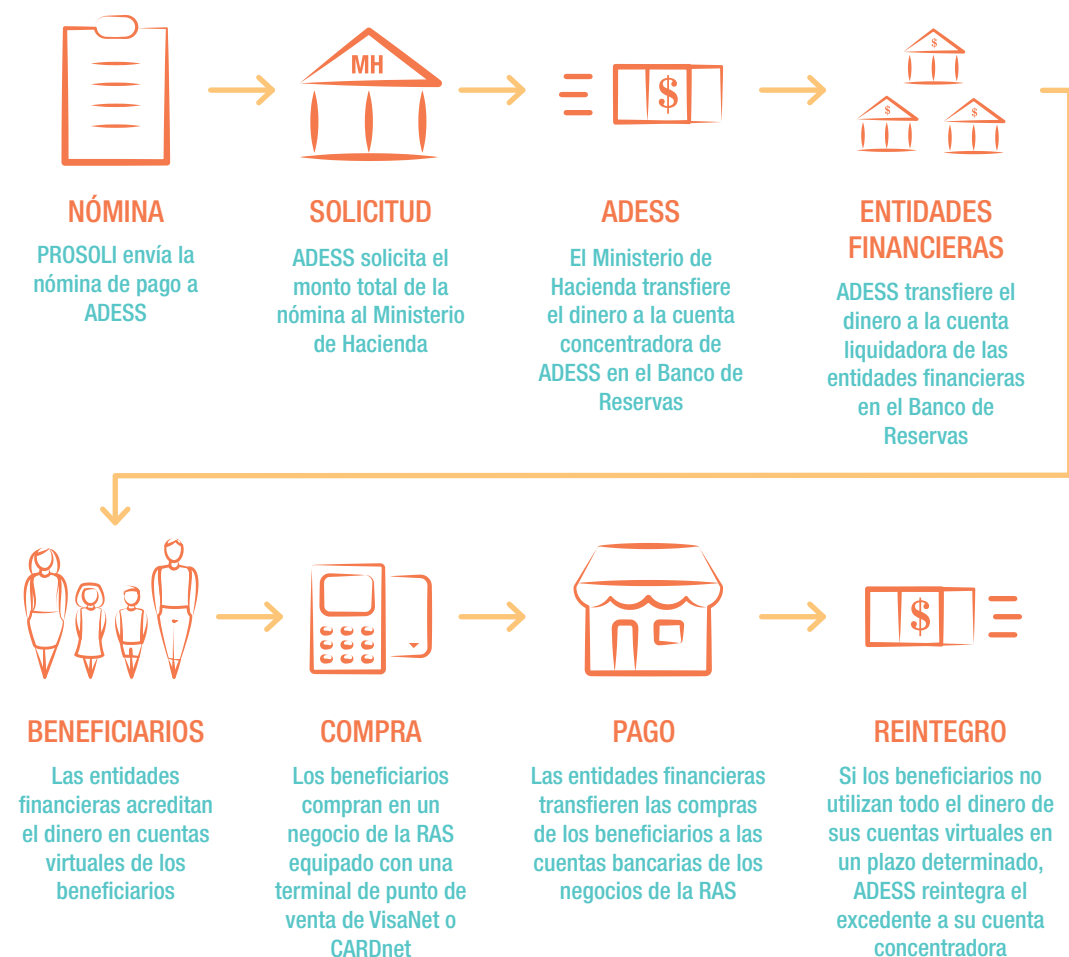 MH
$
$
$
$
NÓMINA
PROSOLI envía la
nómina de pago a
ADESS
SOLICITUD
ADESS solicita el
monto total de la
nómina al Ministerio
de Hacienda
ADESS
El Ministerio de
Hacienda transfiere
el dinero a la cuenta
concentradora de
ADESS en el Banco de
Reservas
ENTIDADES
FINANCIERAS
ADESS transfiere el
dinero a la cuenta
liquidadora de las
entidades financieras
en el Banco de
Reservas
BENEFICIARIOS
Las entidades
financieras acreditan
el dinero en cuentas
virtuales de los
beneficiarios
COMPRA
Los beneficiarios
compran en un
negocio de la RAS
equipado con una
terminal de punto de
venta de VisaNet o
CARDnet
PAGO
Las entidades financieras
transfieren las compras
de los beneficiarios a las
cuentas bancarias de los
negocios de la RAS
$
REINTEGRO
Si los beneficiarios no
utilizan todo el dinero de
sus cuentas virtuales en
un plazo determinado,
ADESS reintegra el
excedente a su cuenta
concentradora